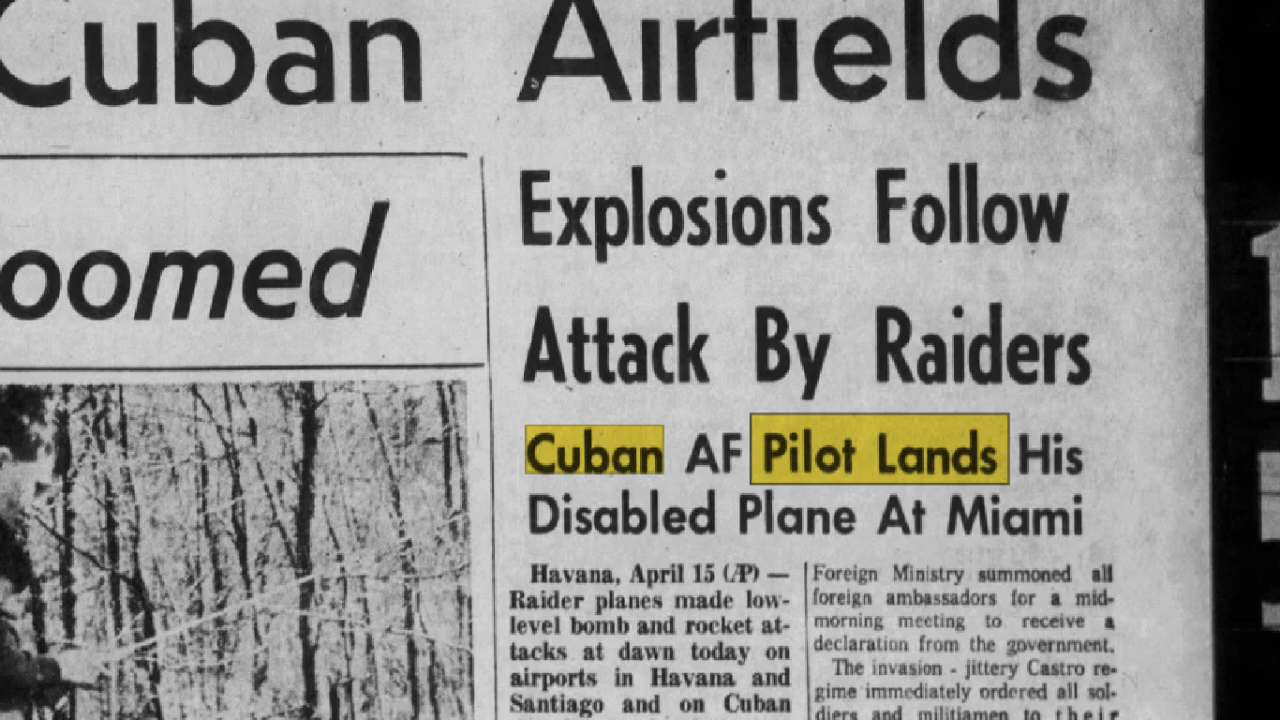 Cuban Airfields
oomed
Explosions Follow
Attack By Raiders
Cuban AF Pilot Lands His
Disabled Plane At Miami
Havana, April 15 (AP) —
Raider planes made low-
level bomb and rocket at-
tacks at dawn today on
airports in Havana and
Santiago and on Cuban
Foreign Ministry summoned all
foreign ambassadors for a mid-
morning meeting to receive a
declaration from the government.
The invasion - jittery Castro re-
gime immediately ordered all sol-
diers and militiamen to their